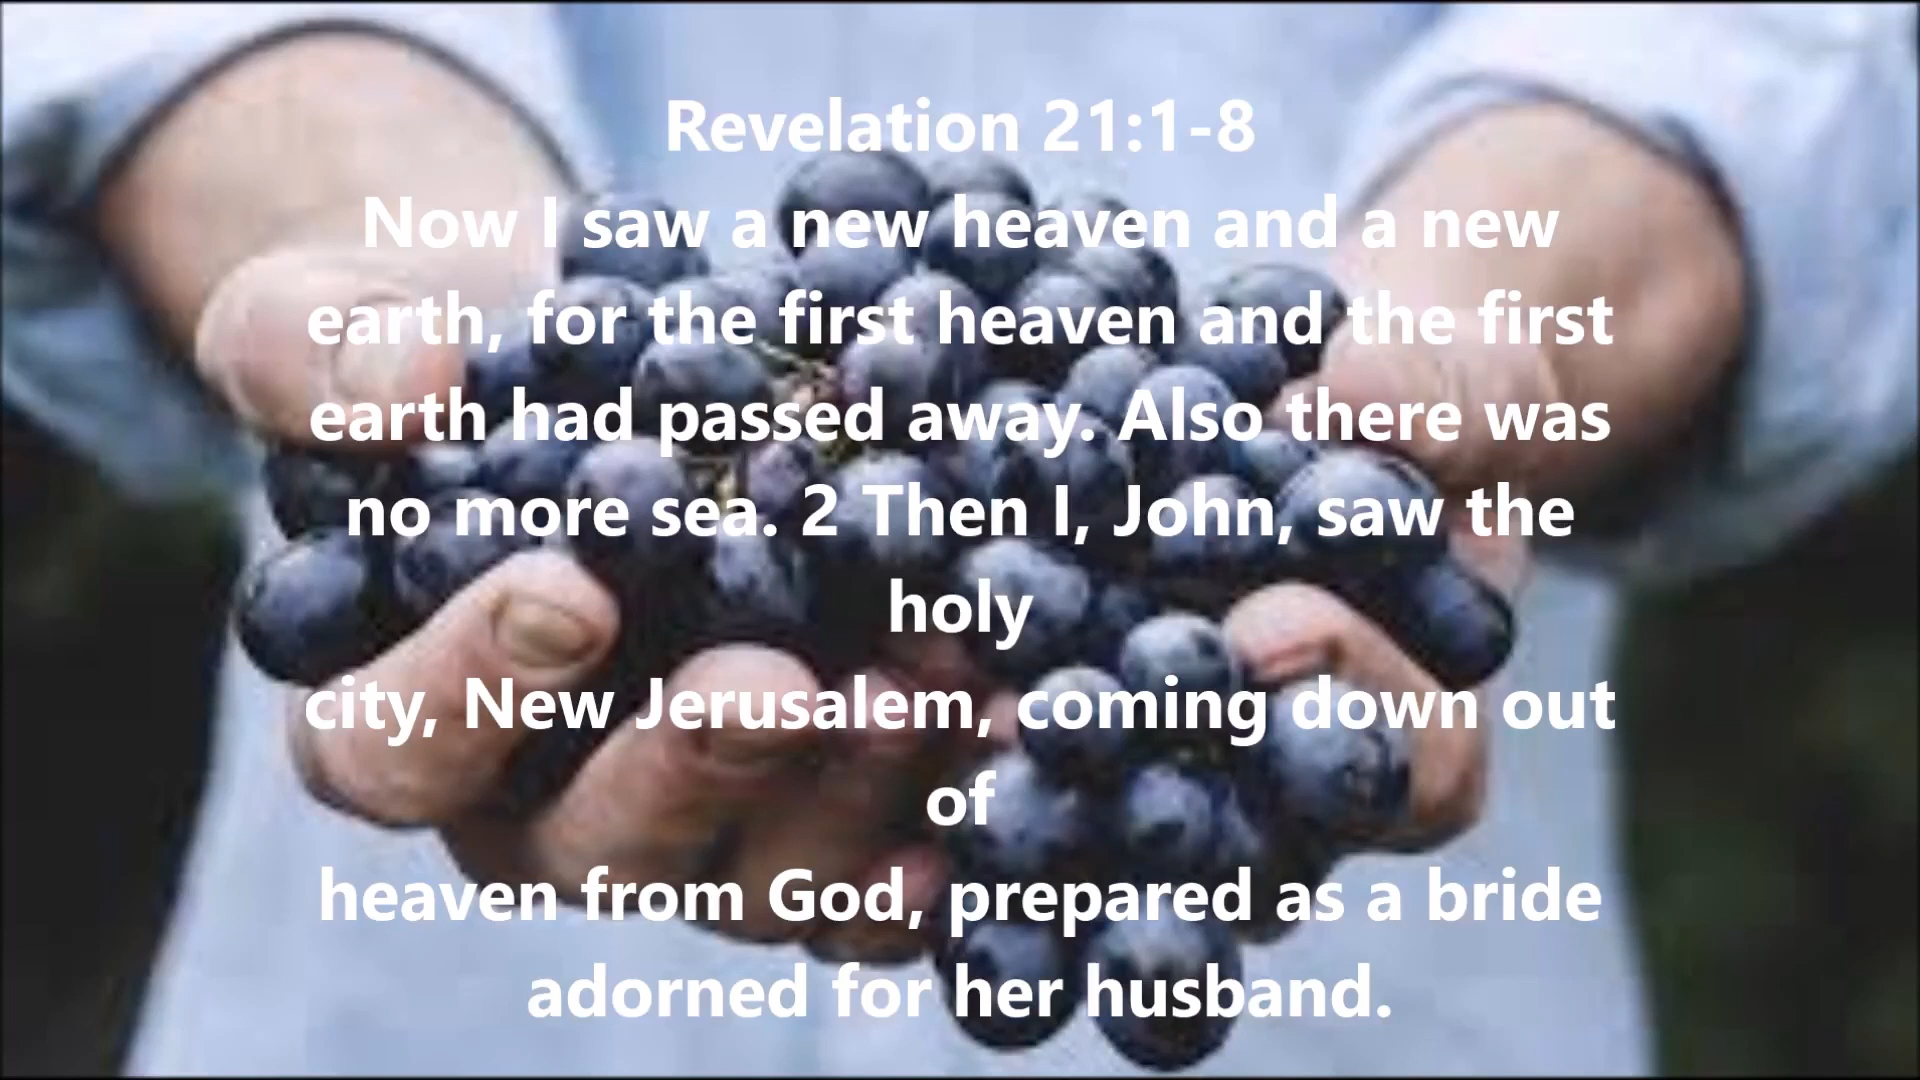 Revelation 21:1-8
Now I saw a new heaven and a new
earth, for the first heaven and the first
earth had passed away. Also there was
no more sea. 2 Then I, John, saw the
holy
city, New Jerusalem, coming down out
of
heaven from God, prepared as a bride
adorned for her husband.